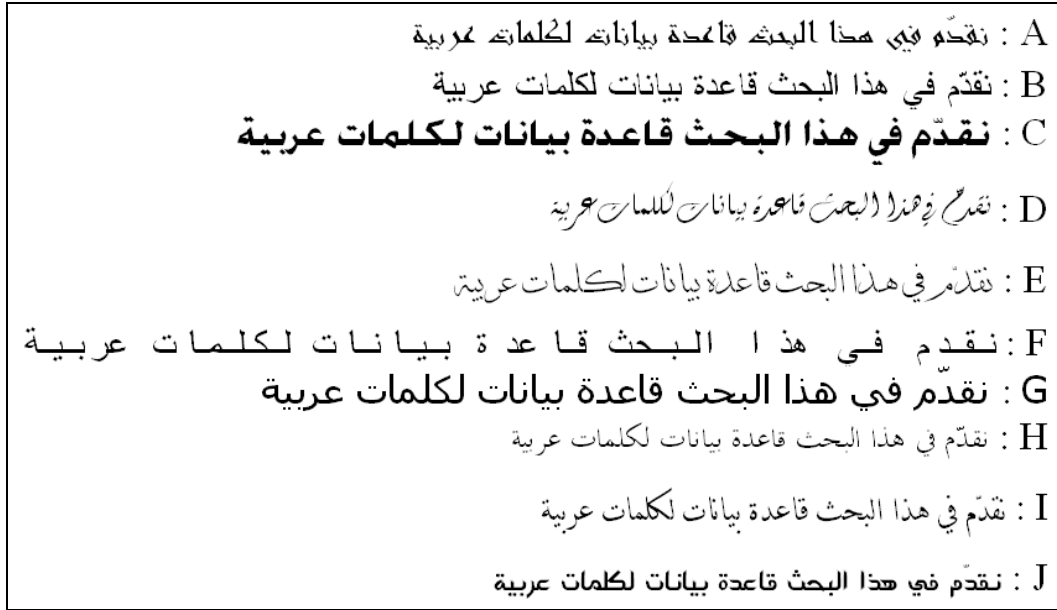 A : نقدّم في هذا البحث قاعدة بيانات لكلمات عربية
B : نقدّم في هذا البحث قاعدة بيانات لكلمات عربية
C : نقدّم في هذا البحث قاعدة بيانات لكلمات عربية
D : نقدّم في هذا البحث قاعدة بيانات لكلمات عربية
E : نقدّم في هذا البحث قاعدة بيانات لكلمات عربية
F : نقدم في هذا البحث قاعدة بيانات لكلمات عربية
G : نقدّم في هذا البحث قاعدة بيانات لكلمات عربية
H : نقدّم في هذا البحث قاعدة بيانات لكلمات عربية
I : نقدّم في هذا البحث قاعدة بيانات لكلمات عربية
J : نقدّم في هذا البحث قاعدة بيانات لكلمات عربية